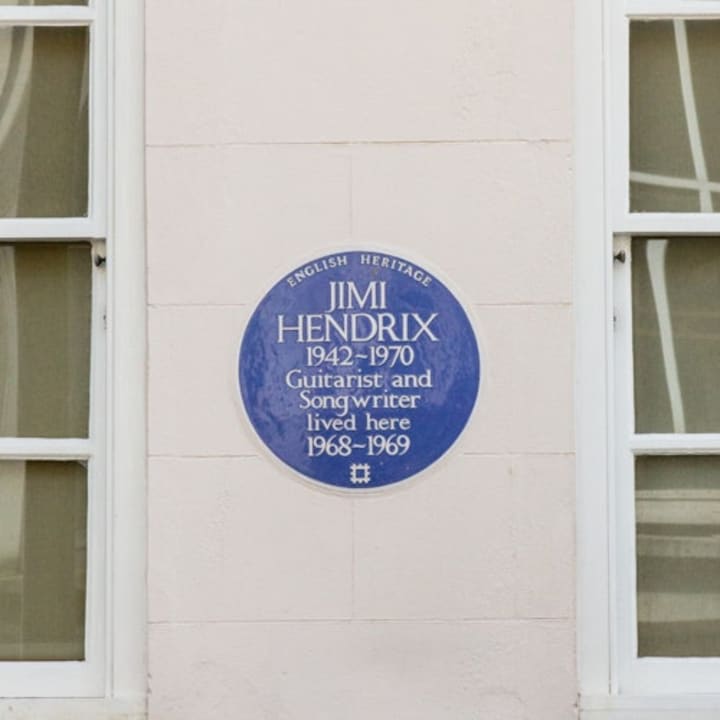 ENGLISH HERITAGE
JIMI
HENDRIX
1942~1970
Guitarist and
Songwriter
lived here
1968~1969